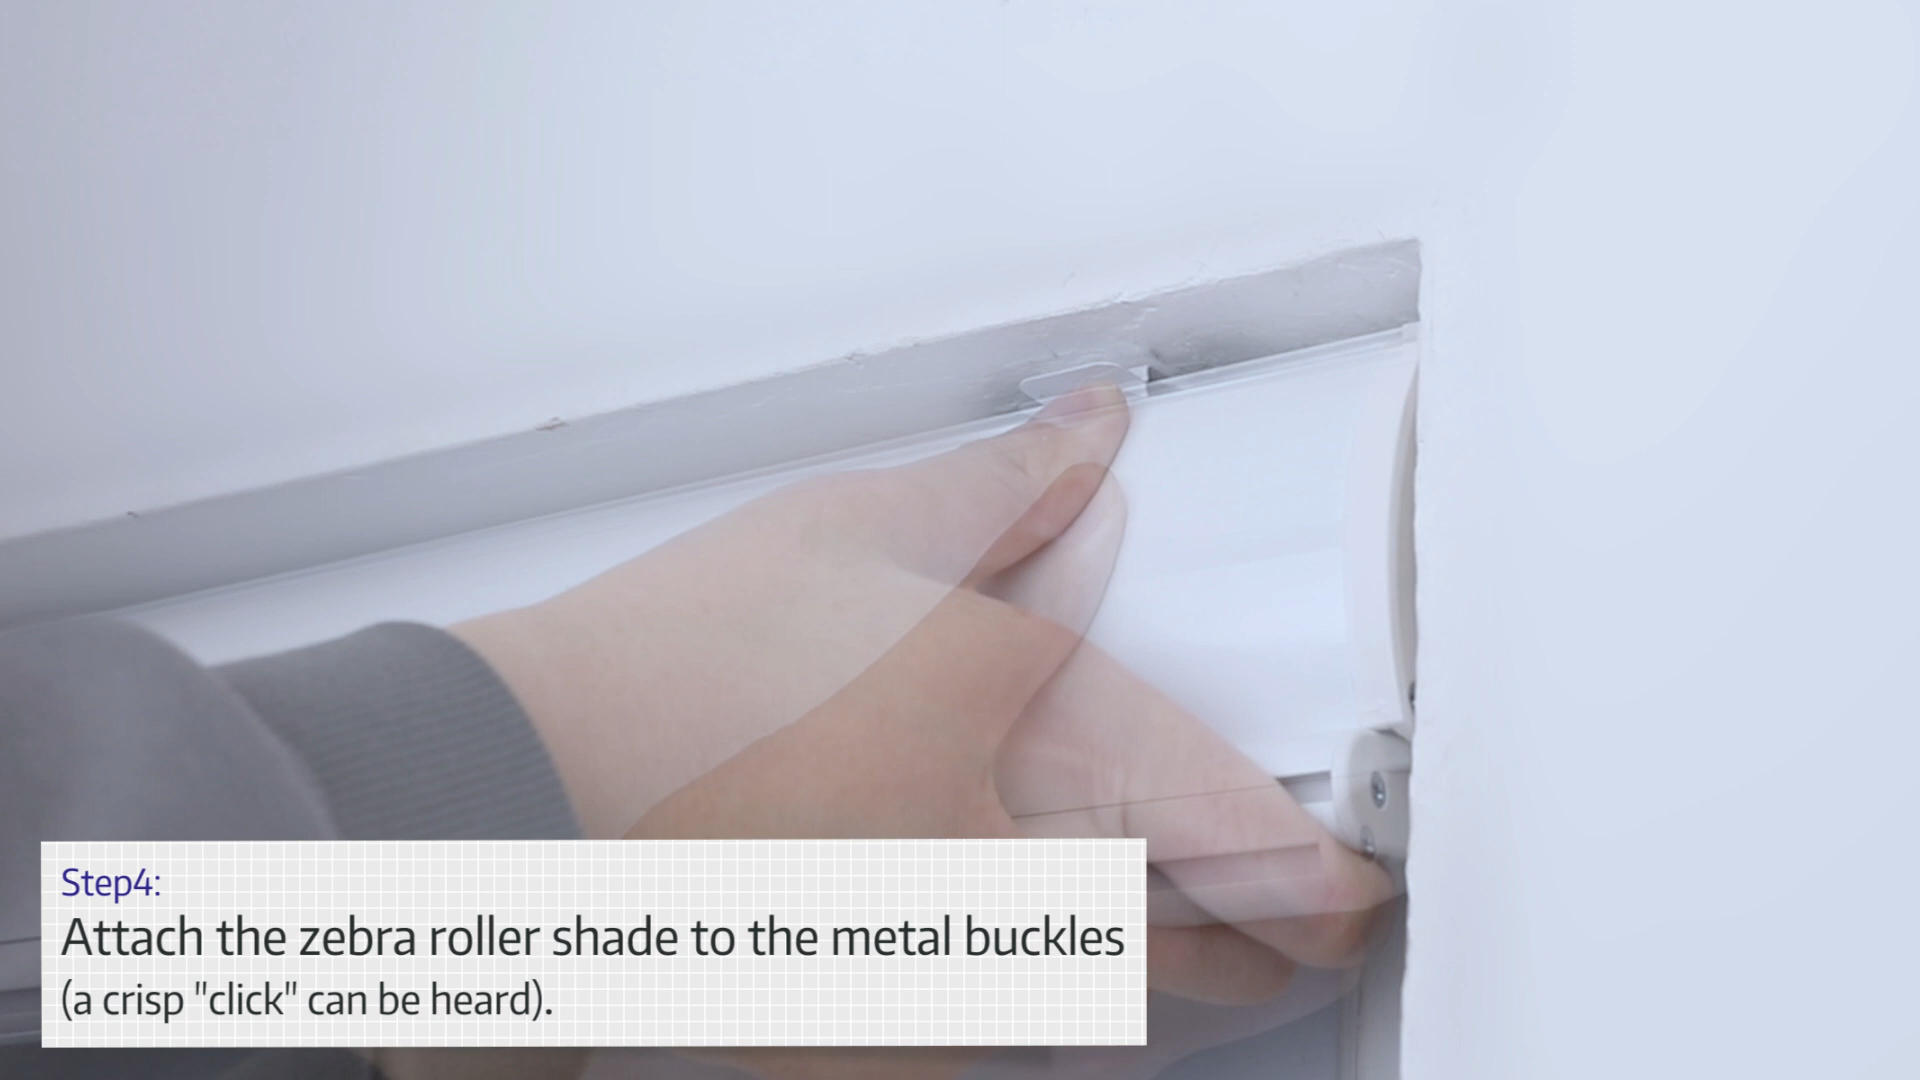 Step4:
Attach the zebra roller shade to the metal buckles
(a crisp "click" can be heard).